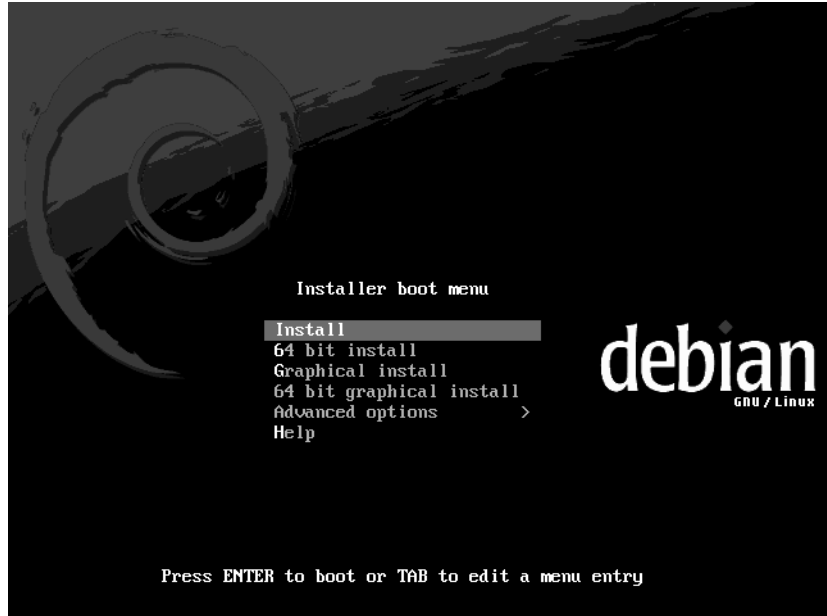 Installer boot menu
Install
64 bit install
Graphical install
64 bit graphical install
Advanced options >
Help
debian
GNU/Linux
Press ENTER to boot or TAB to edit a menu entry